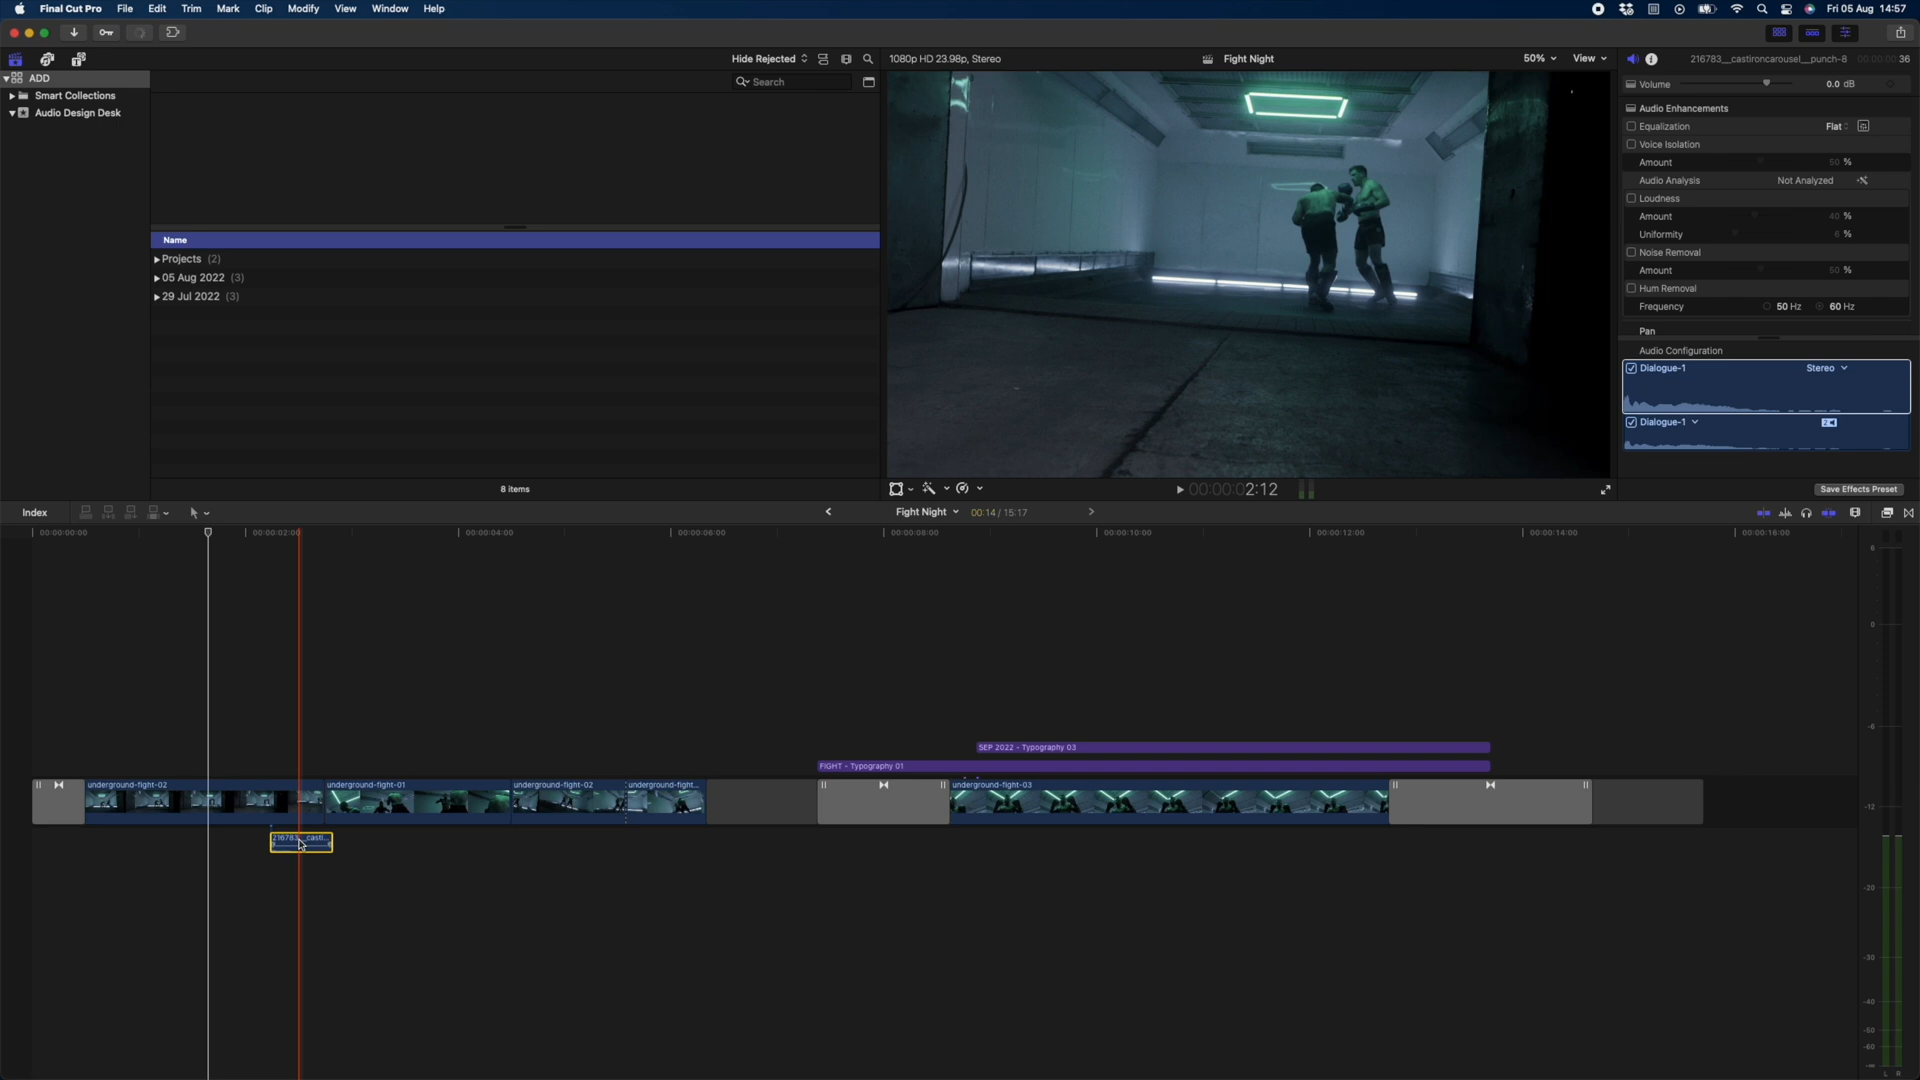 Final Cut Pro File Edit Trim Mark Clip Modify View Window Help
Fri 05 Aug 14:57
Hide Rejected
1080p HD 23.98p, Stereo
Fight Night
50% View
216783__castironcarousel__punch-8
00:00:00:36
ADD
Search
Volume 0.0 dB
Smart Collections
Audio Design Desk
Audio Enhancements
Equalization Flat
Voice Isolation
Amount 50 %
Audio Analysis Not Analyzed
Loudness
Amount 40 %
Uniformity 6 %
Name
Projects (2)
05 Aug 2022 (3)
29 Jul 2022 (3)
Noise Removal
Amount 50 %
Hum Removal
Frequency 50 Hz 60 Hz
Pan
Audio Configuration
Dialogue-1 Stereo
Dialogue-1
8 items
00:00:02:12
Save Effects Preset
Index
Fight Night 00:14 / 15:17
00:00:00:00 00:00:02:00 00:00:04:00 00:00:06:00 00:00:08:00 00:00:10:00 00:00:12:00 00:00:14:00 00:00:16:00
6
0
-6
SEP 2022 - Typography 03
FIGHT - Typography 01
underground-fight-02 underground-fight-01 underground-fight-02 underground-fight... underground-fight-03
-12
216783__casti...
-20
-30
-40
-50
-60
L R